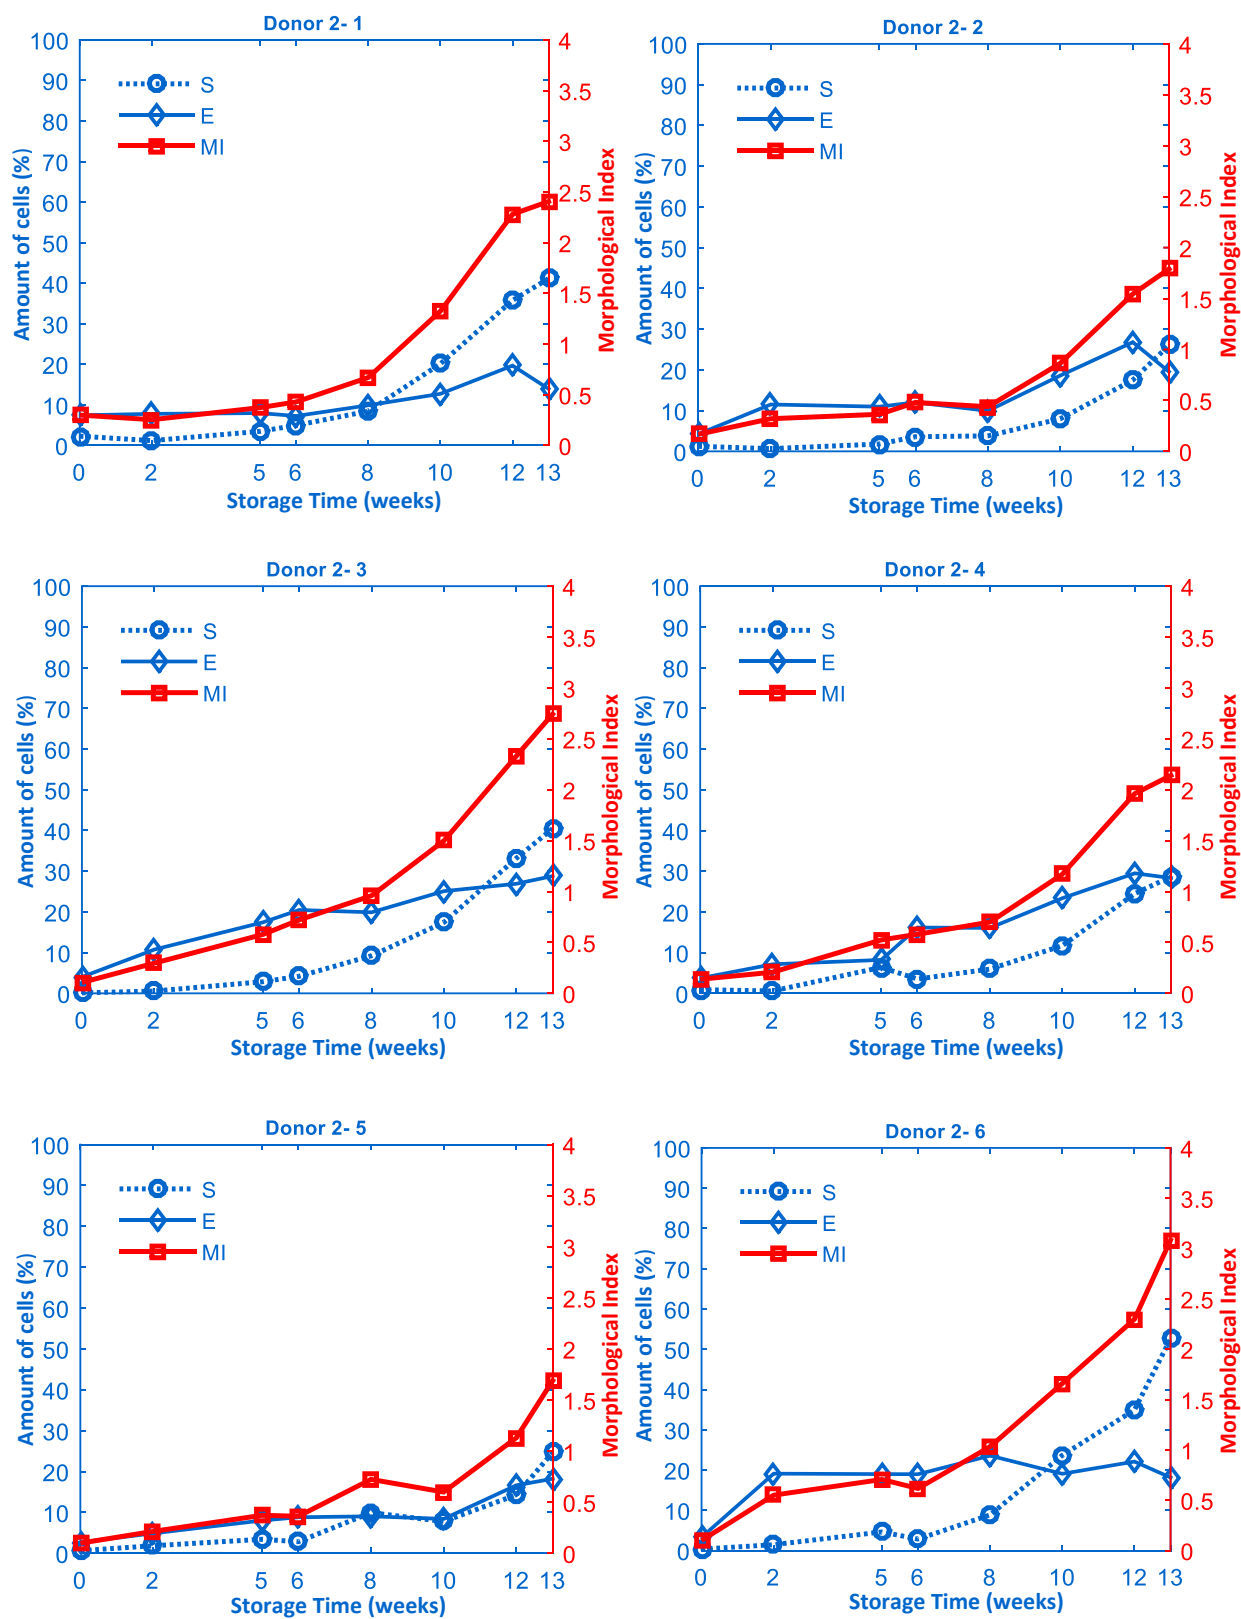 Donor 2- 1
100
90
80
70
60
50
40
30
20
10
0
Amount of cells (%)
S
E
MI
4
3.5
3
2.5
2
1.5
1
0.5
0
Morphological Index
0 2 5 6 8 10 12 13
Storage Time (weeks)
Donor 2- 2
100
90
80
70
60
50
40
30
20
10
0
Amount of cells (%)
S
E
MI
4
3.5
3
2.5
2
1.5
1
0.5
0
Morphological Index
0 2 5 6 8 10 12 13
Storage Time (weeks)
Donor 2- 3
100
90
80
70
60
50
40
30
20
10
0
Amount of cells (%)
S
E
MI
4
3.5
3
2.5
2
1.5
1
0.5
0
Morphological Index
0 2 5 6 8 10 12 13
Storage Time (weeks)
Donor 2- 4
100
90
80
70
60
50
40
30
20
10
0
Amount of cells (%)
S
E
MI
4
3.5
3
2.5
2
1.5
1
0.5
0
Morphological Index
0 2 5 6 8 10 12 13
Storage Time (weeks)
Donor 2- 5
100
90
80
70
60
50
40
30
20
10
0
Amount of cells (%)
S
E
MI
4
3.5
3
2.5
2
1.5
1
0.5
0
Morphological Index
0 2 5 6 8 10 12 13
Storage Time (weeks)
Donor 2- 6
100
90
80
70
60
50
40
30
20
10
0
Amount of cells (%)
S
E
MI
4
3.5
3
2.5
2
1.5
1
0.5
0
Morphological Index
0 2 5 6 8 10 12 13
Storage Time (weeks)